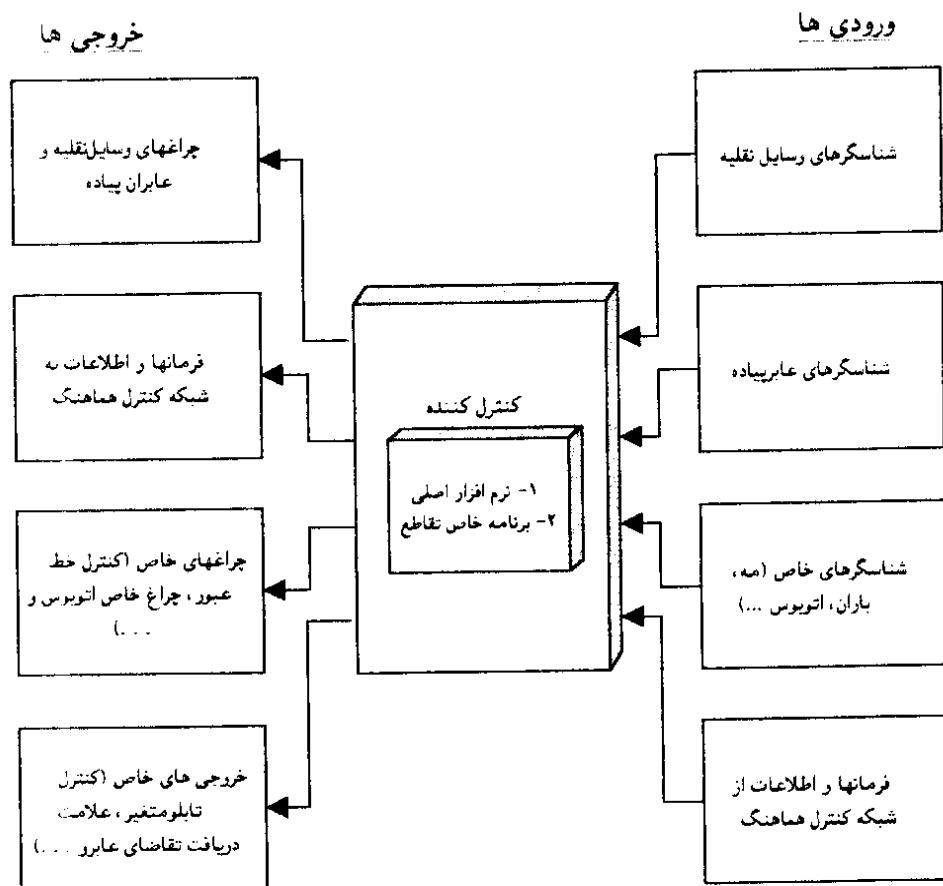 ورودی ها
خروجی ها
شناسگرهای وسایل نقلیه
شناسگرهای عابرپیاده
شناسگرهای خاص (مه،
باران، اتوبوس ...)
فرمانها و اطلاعات از
شبکه کنترل هماهنگ
کنترل کننده
۱- نرم افزار اصلی
۲- برنامه خاص تقاطع
چراغهای وسایل‌نقلیه و
عابران پیاده
فرمانها و اطلاعات به
شبکه کنترل هماهنگ
چراغهای خاص (کنترل خط
عبور، چراغ خاص اتوبوس و
. . .)
خروجی های خاص (کنترل
تابلومتغیر، علامت
دریافت تقاضای عابرو . . .)